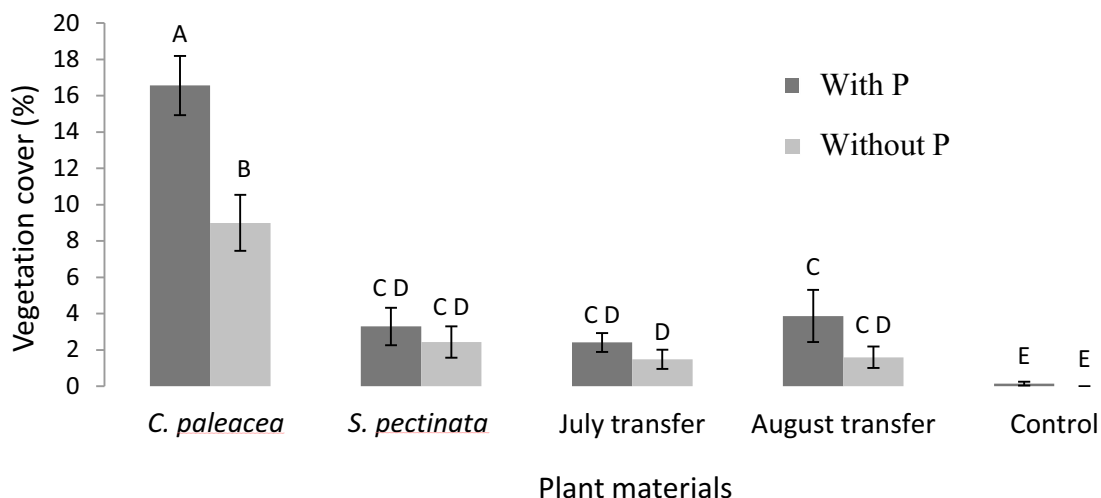 20
18
16
14
12
10
8
6
4
2
0
Vegetation cover (%)
A
B
C D
C D
C D
D
C
C D
E
E
With P
Without P
C. paleacea S. pectinata July transfer August transfer Control
Plant materials